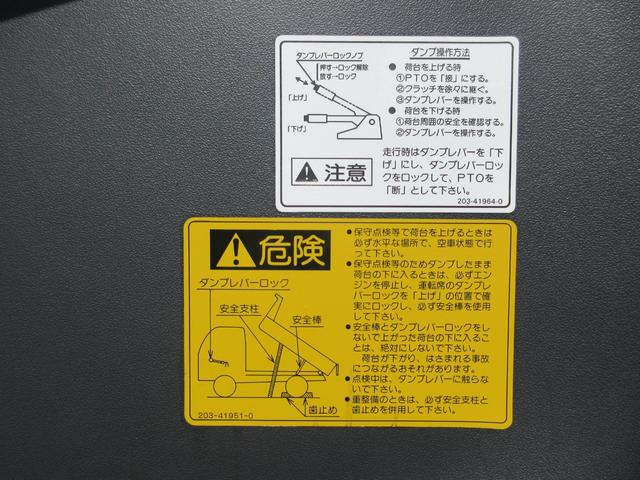 ダンプ操作方法
ダンプレバーロックノブ
押す→ロック解除
放す→ロック
「上げ」
「下げ」
● 荷台を上げる時
①PTOを「接」にする。
②クラッチを徐々に継ぐ。
③ダンプレバーを操作する。
● 荷台を下げる時
①荷台周囲の安全を確認する。
②ダンプレバーを操作する。
走行時はダンプレバーを「下
げ」にし、ダンプレバーロッ
クをロックして、PTOを
「断」として下さい。
注意
203-41964-0
危険
ダンプレバーロック
安全支柱
安全棒
歯止め
203-41951-0
●保守点検等で荷台を上げるときは
必ず水平な場所で、空車状態で行
って下さい。
●保守点検等のためダンプしたまま
荷台の下に入るときは、必ずエン
ジンを停止し、運転席のダンプレ
バーロックを「上げ」の位置で確
実にロックし、必ず安全棒を使用
して下さい。
●安全棒とダンプレバーロックをし
ないで上がった荷台の下に入るこ
とは、絶対にしないで下さい。
荷台が下がり、はさまれる事故
につながるおそれがあります。
●点検中は、ダンプレバーに触らな
いで下さい。
●重整備のときは、必ず安全支柱と
歯止めを併用して下さい。